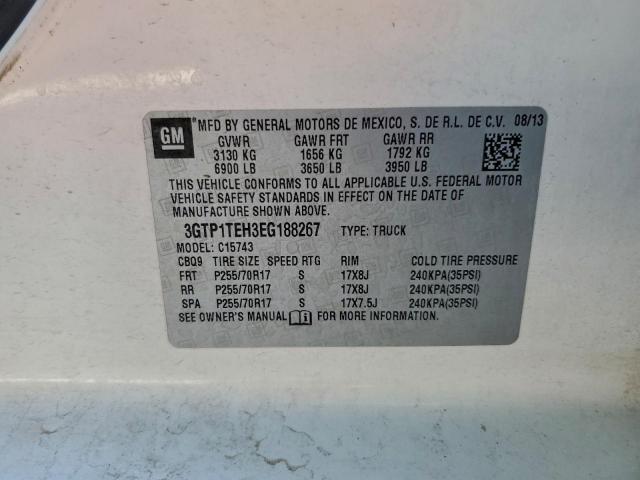 GM MFD BY GENERAL MOTORS DE MEXICO, S. DE R.L. DE C.V. 08/13
GVWR GAWR FRT GAWR RR
3130 KG 1656 KG 1792 KG
6900 LB 3650 LB 3950 LB
THIS VEHICLE CONFORMS TO ALL APPLICABLE U.S. FEDERAL MOTOR
VEHICLE SAFETY STANDARDS IN EFFECT ON THE DATE OF
MANUFACTURE SHOWN ABOVE.
3GTP1TEH3EG188267 TYPE: TRUCK
MODEL: C15743
CBQ9 TIRE SIZE SPEED RTG RIM COLD TIRE PRESSURE
FRT P255/70R17 S 17X8J 240KPA(35PSI)
RR P255/70R17 S 17X8J 240KPA(35PSI)
SPA P255/70R17 S 17X7.5J 240KPA(35PSI)
SEE OWNER'S MANUAL FOR MORE INFORMATION.